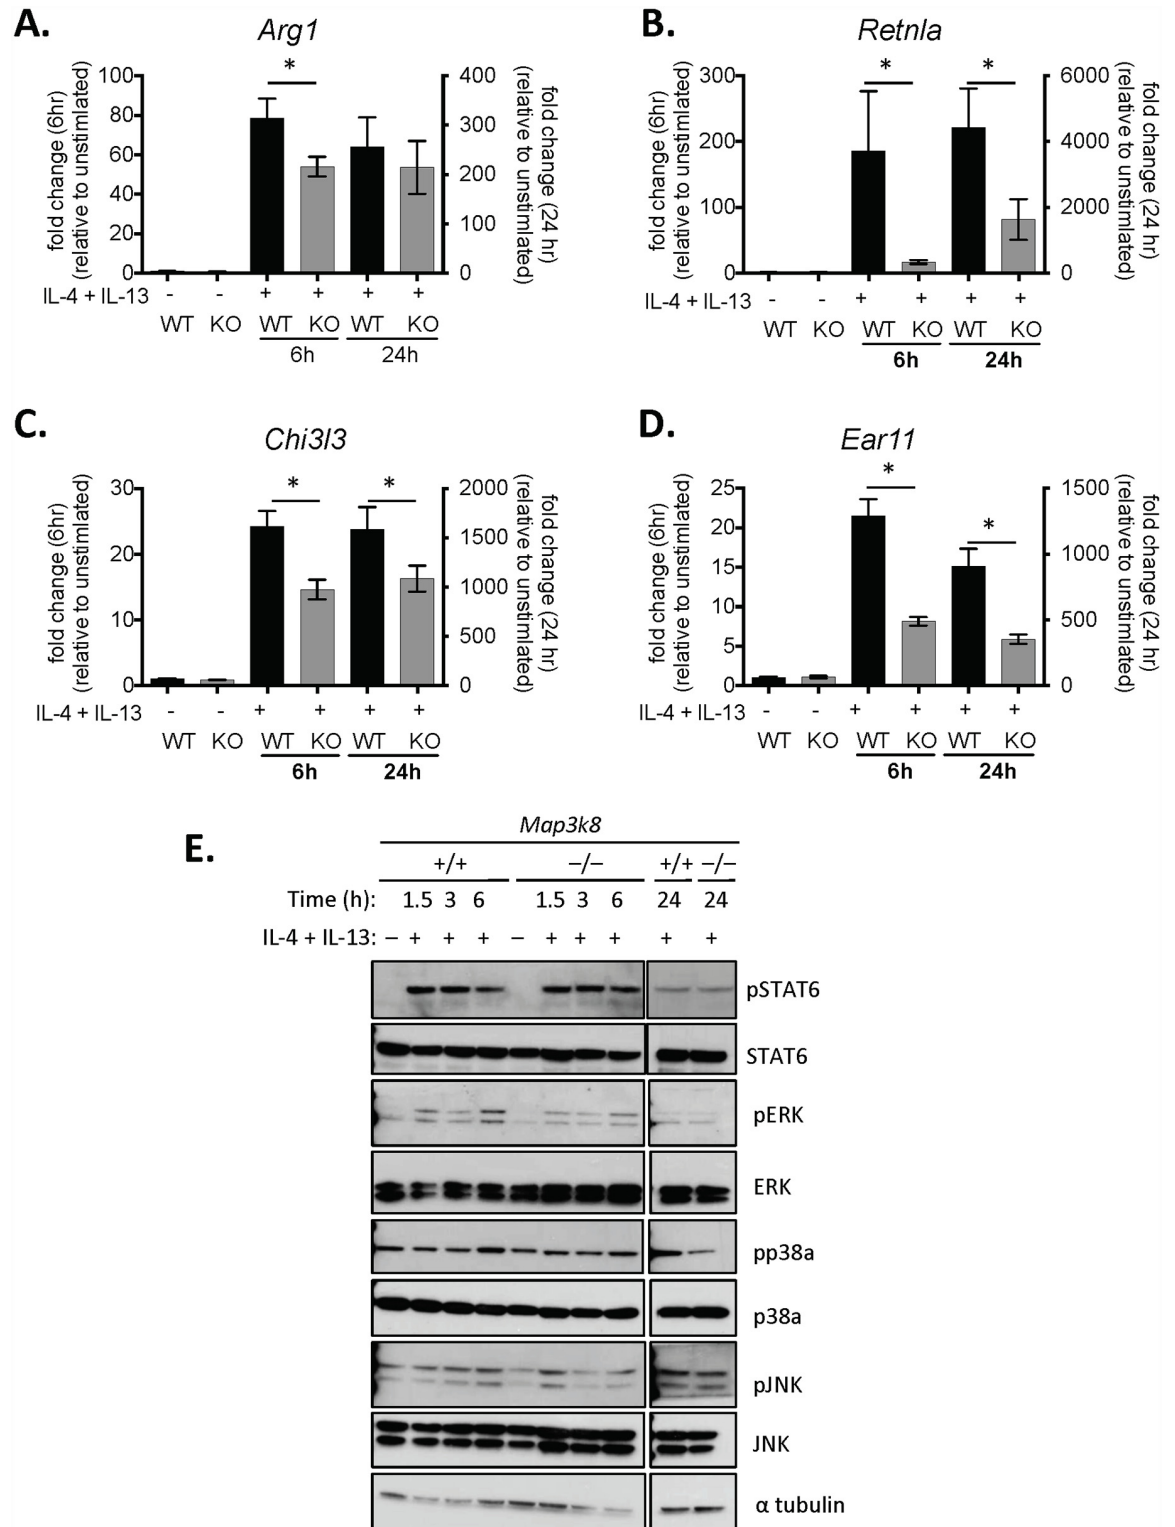 A.
Arg1
fold change (6hr)
(relative to unstimlated)
100
80
60
40
20
0
*
400
300
200
100
0
fold change (24 hr)
(relative to unstimlated)
IL-4 + IL-13 - - + + + +
WT KO WT KO WT KO
6h 24h
B.
Retnla
fold change (6hr)
(relative to unstimlated)
300
200
100
0
* *
6000
4000
2000
0
fold change (24 hr)
(relative to unstimlated)
IL-4 + IL-13 - - + + + +
WT KO WT KO WT KO
6h 24h
C.
Chi3l3
fold change (6hr)
(relative to unstimlated)
30
20
10
0
* *
2000
1500
1000
500
0
fold change (24 hr)
(relative to unstimlated)
IL-4 + IL-13 - - + + + +
WT KO WT KO WT KO
6h 24h
D.
Ear11
fold change (6hr)
(relative to unstimlated)
25
20
15
10
5
0
* *
1500
1000
500
0
fold change (24 hr)
(relative to unstimlated)
IL-4 + IL-13 - - + + + +
WT KO WT KO WT KO
6h 24h
E.
Map3k8
+/+ −/− +/+ −/−
Time (h): 1.5 3 6 1.5 3 6 24 24
IL-4 + IL-13: − + + + − + + + + +
pSTAT6
STAT6
pERK
ERK
pp38a
p38a
pJNK
JNK
α tubulin